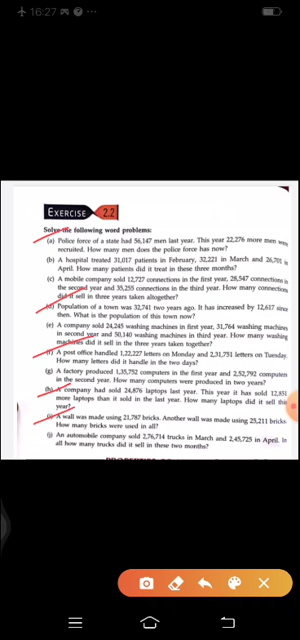 16:27
EXERCISE 2.2
Solve the following word problems:
(a) Police force of a state had 56,147 men last year. This year 22,276 more men were
recruited. How many men does the police force has now?
(b) A hospital treated 31,017 patients in February, 32,221 in March and 26,701 in
April. How many patients did it treat in these three months?
(c) A mobile company sold 12,727 connections in the first year, 28,547 connections in
the second year and 35,255 connections in the third year. How many connections
did it sell in three years taken altogether?
(d) Population of a town was 32,741 two years ago. It has increased by 12,617 since
then. What is the population of this town now?
(e) A company sold 24,245 washing machines in first year, 31,764 washing machines
in second year and 50,140 washing machines in third year. How many washing
machines did it sell in the three years taken together?
(f) A post office handled 1,22,227 letters on Monday and 2,31,751 letters on Tuesday.
How many letters did it handle in the two days?
(g) A factory produced 1,35,752 computers in the first year and 2,52,792 computers
in the second year. How many computers were produced in two years?
(h) A company had sold 24,876 laptops last year. This year it has sold 12,851
more laptops than it sold in the last year. How many laptops did it sell this
year?
(i) A wall was made using 21,787 bricks. Another wall was made using 25,211 bricks.
How many bricks were used in all?
(j) An automobile company sold 2,76,714 trucks in March and 2,45,725 in April. In
all how many trucks did it sell in these two months?